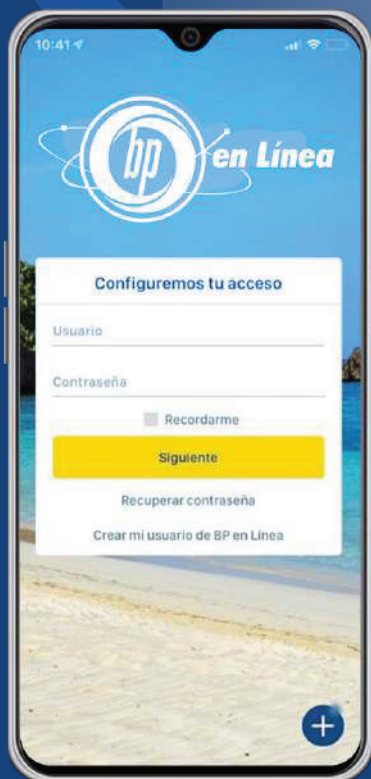 10:41
bp en Línea
Configuremos tu acceso
Usuario
Contraseña
Recordarme
Siguiente
Recuperar contraseña
Crear mi usuario de BP en Línea